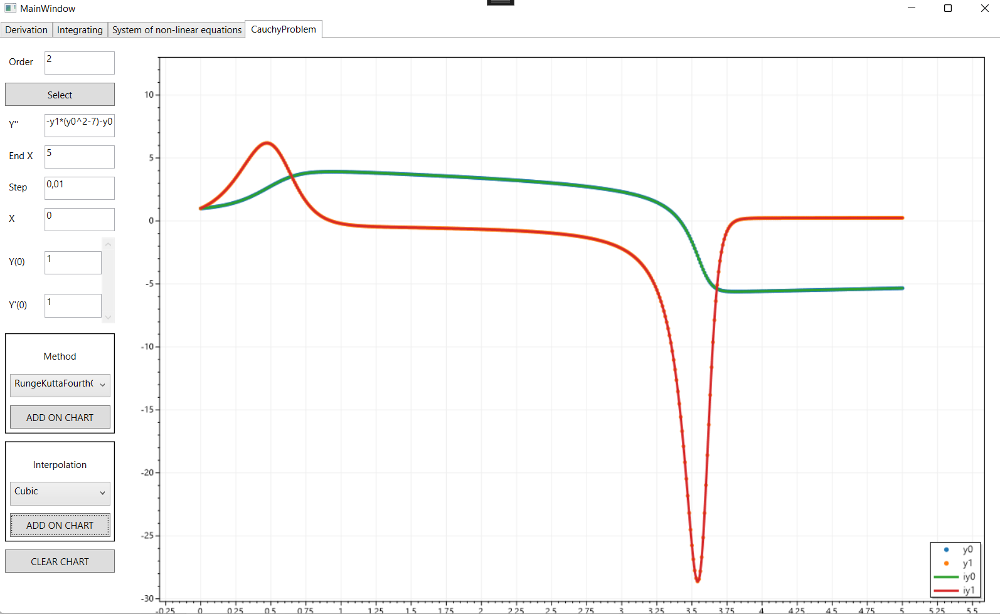 MainWindow
Derivation Integrating System of non-linear equations CauchyProblem
Order 2
Select
Y'' -y1*(y0^2-7)-y0
End X 5
Step 0,01
X 0
Y(0) 1
Y'(0) 1
Method
RungeKuttaFourth
ADD ON CHART
Interpolation
Cubic
ADD ON CHART
CLEAR CHART
10
5
0
-5
-10
-15
-20
-25
-30
-0.25 0 0.25 0.5 0.75 1 1.25 1.5 1.75 2 2.25 2.5 2.75 3 3.25 3.5 3.75 4 4.25 4.5 4.75 5 5.25 5.5
y0
y1
iy0
iy1